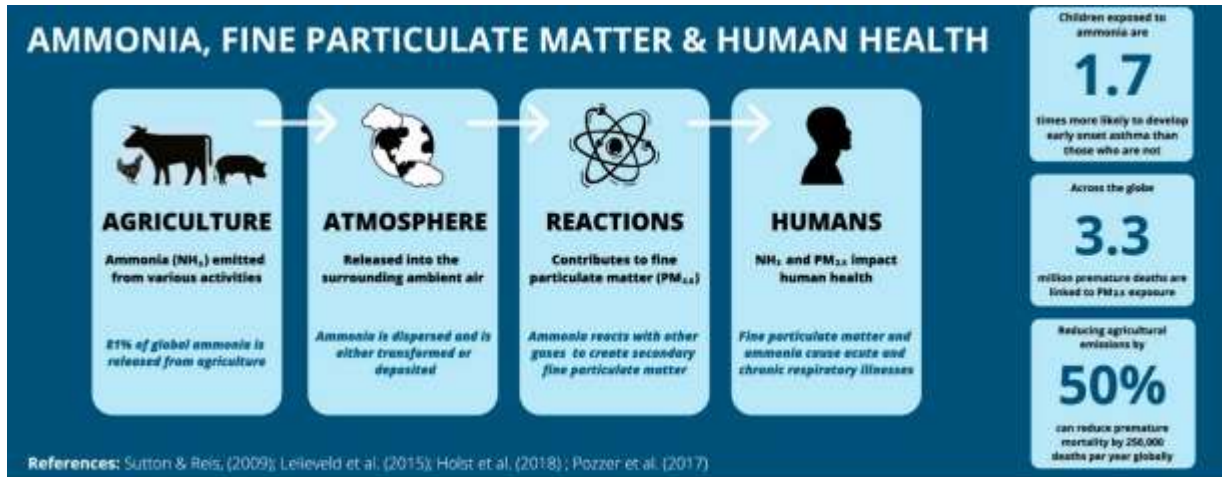 AMMONIA, FINE PARTICULATE MATTER & HUMAN HEALTH
AGRICULTURE
Ammonia (NH₃) emitted
from various activities
81% of global ammonia is
released from agriculture
ATMOSPHERE
Released into the
surrounding ambient air
Ammonia is dispersed and is
either transformed or
deposited
REACTIONS
Contributes to fine
particulate matter (PM₂.₅)
Ammonia reacts with other
gases to create secondary
fine particulate matter
HUMANS
NH₃ and PM₂.₅ impact
human health
Fine particulate matter and
ammonia cause acute and
chronic respiratory illnesses
Children exposed to
ammonia are
1.7
times more likely to develop
early onset asthma than
those who are not
Across the globe
3.3
million premature deaths are
linked to PM₂.₅ exposure
Reducing agricultural
emissions by
50%
can reduce premature
mortality by 250,000
deaths per year globally
References: Sutton & Reis, (2009); Lelieveld et al. (2015); Holst et al. (2018) ; Pozzer et al. (2017)